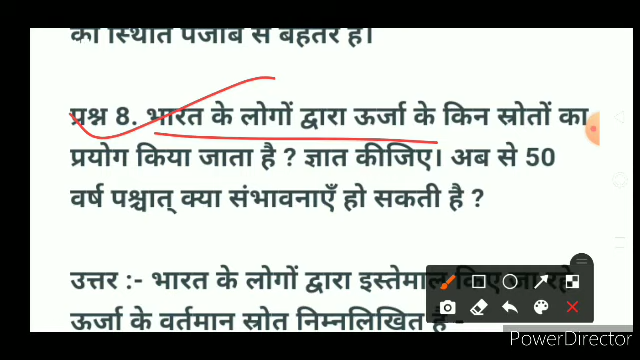 की स्थिति पंजाब से बेहतर है।
प्रश्न 8. भारत के लोगों द्वारा ऊर्जा के किन स्रोतों का
प्रयोग किया जाता है ? ज्ञात कीजिए। अब से 50
वर्ष पश्चात् क्या संभावनाएँ हो सकती है ?
उत्तर :- भारत के लोगों द्वारा इस्तेमाल किए जा रहे
ऊर्जा के वर्तमान स्रोत निम्नलिखित है -
PowerDirector